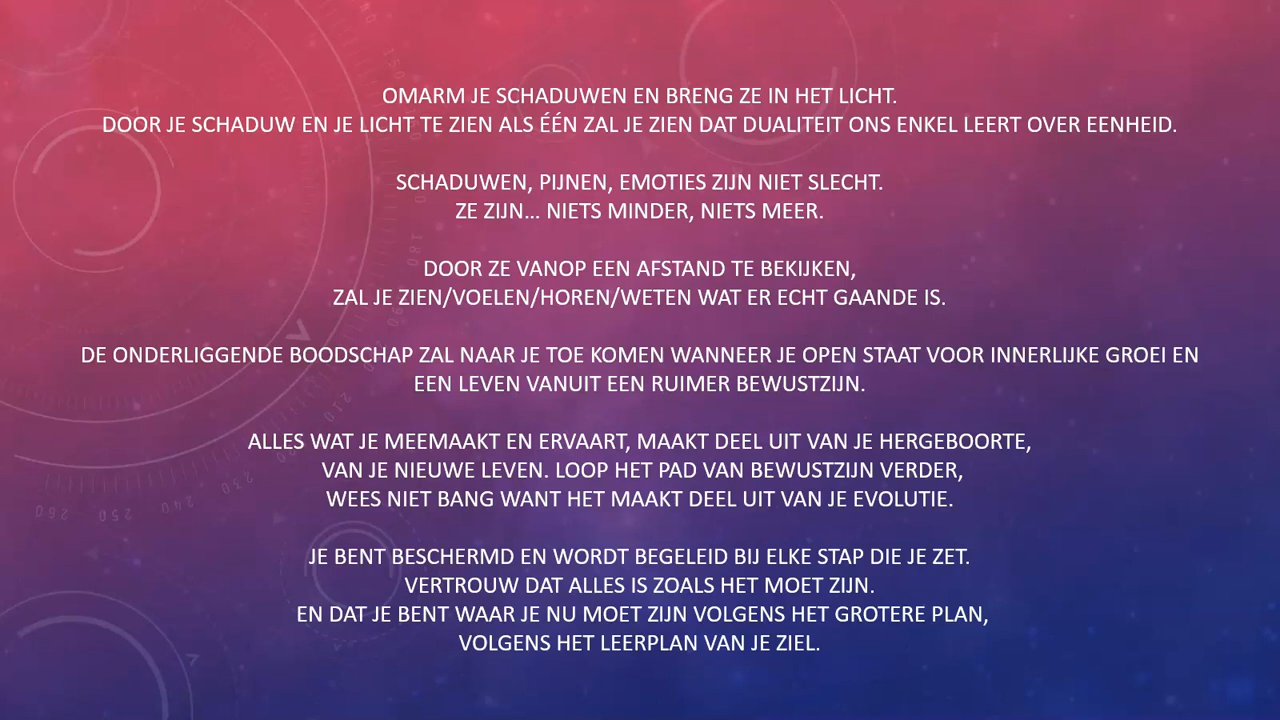 OMARM JE SCHADUWEN EN BRENG ZE IN HET LICHT.
DOOR JE SCHADUW EN JE LICHT TE ZIEN ALS ÉÉN ZAL JE ZIEN DAT DUALITEIT ONS ENKEL LEERT OVER EENHEID.
SCHADUWEN, PIJNEN, EMOTIES ZIJN NIET SLECHT.
ZE ZIJN... NIETS MINDER, NIETS MEER.
DOOR ZE VANOP EEN AFSTAND TE BEKIJKEN,
ZAL JE ZIEN/VOELEN/HOREN/WETEN WAT ER ECHT GAANDE IS.
DE ONDERLIGGENDE BOODSCHAP ZAL NAAR JE TOE KOMEN WANNEER JE OPEN STAAT VOOR INNERLIJKE GROEI EN
EEN LEVEN VANUIT EEN RUIMER BEWUSTZIJN.
ALLES WAT JE MEEMAAKT EN ERVAART, MAAKT DEEL UIT VAN JE HERGEBOORTE,
VAN JE NIEUWE LEVEN. LOOP HET PAD VAN BEWUSTZIJN VERDER,
WEES NIET BANG WANT HET MAAKT DEEL UIT VAN JE EVOLUTIE.
JE BENT BESCHERMD EN WORDT BEGELEID BIJ ELKE STAP DIE JE ZET.
VERTROUW DAT ALLES IS ZOALS HET MOET ZIJN.
EN DAT JE BENT WAAR JE NU MOET ZIJN VOLGENS HET GROTERE PLAN,
VOLGENS HET LEERPLAN VAN JE ZIEL.
150
180
210
230
240
250
260